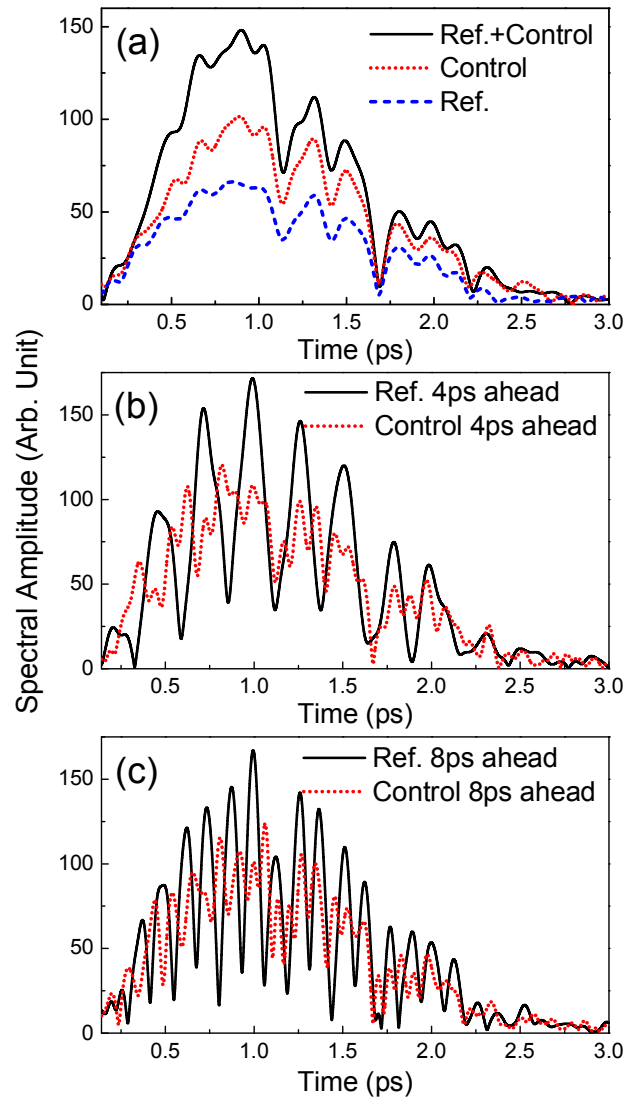 (a)
Ref.+Control
Control
Ref.
150
100
50
0
0.5 1.0 1.5 2.0 2.5 3.0
Time (ps)
Spectral Amplitude (Arb. Unit)
(b)
Ref. 4ps ahead
Control 4ps ahead
150
100
50
0
0.5 1.0 1.5 2.0 2.5 3.0
Time (ps)
(c)
Ref. 8ps ahead
Control 8ps ahead
150
100
50
0
0.5 1.0 1.5 2.0 2.5 3.0
Time (ps)